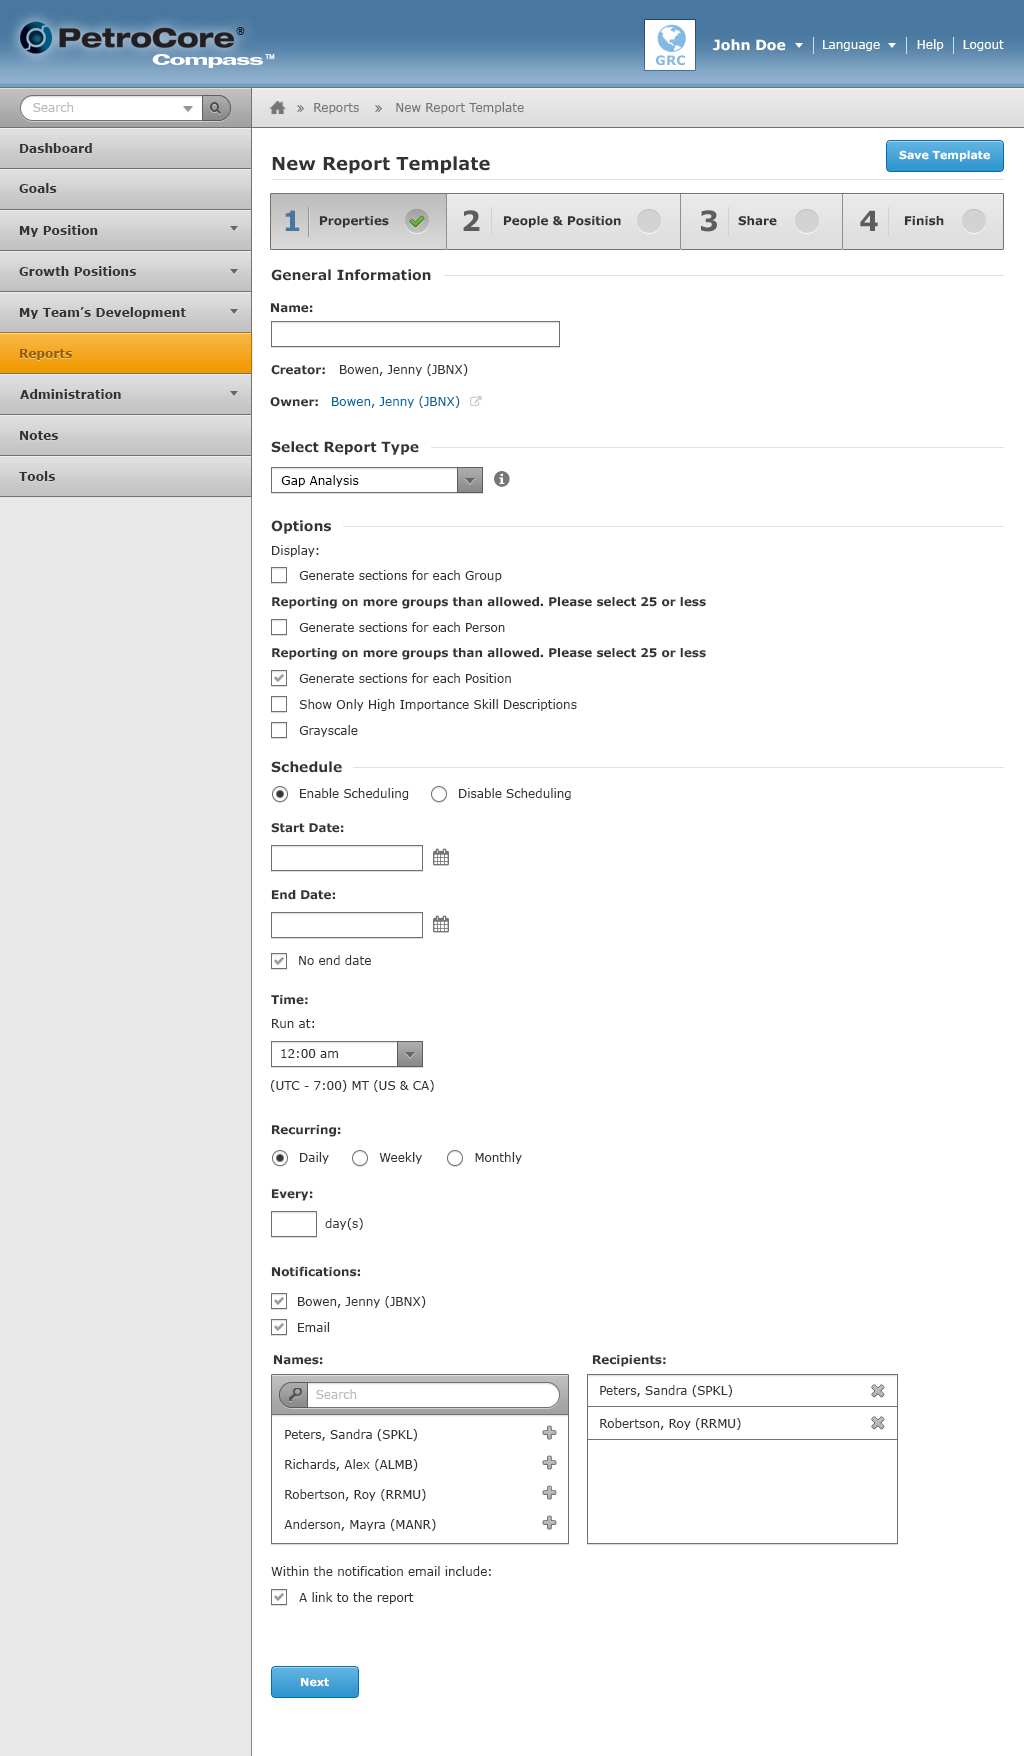 PetroCore®
Compass™
GRC
John Doe
Language
Help
Logout
Search
» Reports » New Report Template
Dashboard
Goals
My Position
Growth Positions
My Team's Development
Reports
Administration
Notes
Tools
New Report Template
Save Template
1 Properties
2 People & Position
3 Share
4 Finish
General Information
Name:
Creator: Bowen, Jenny (JBNX)
Owner: Bowen, Jenny (JBNX)
Select Report Type
Gap Analysis
Options
Display:
Generate sections for each Group
Reporting on more groups than allowed. Please select 25 or less
Generate sections for each Person
Reporting on more groups than allowed. Please select 25 or less
Generate sections for each Position
Show Only High Importance Skill Descriptions
Grayscale
Schedule
Enable Scheduling
Disable Scheduling
Start Date:
End Date:
No end date
Time:
Run at:
12:00 am
(UTC - 7:00) MT (US & CA)
Recurring:
Daily
Weekly
Monthly
Every:
day(s)
Notifications:
Bowen, Jenny (JBNX)
Email
Names:
Search
Peters, Sandra (SPKL)
Richards, Alex (ALMB)
Robertson, Roy (RRMU)
Anderson, Mayra (MANR)
Recipients:
Peters, Sandra (SPKL)
Robertson, Roy (RRMU)
Within the notification email include:
A link to the report
Next